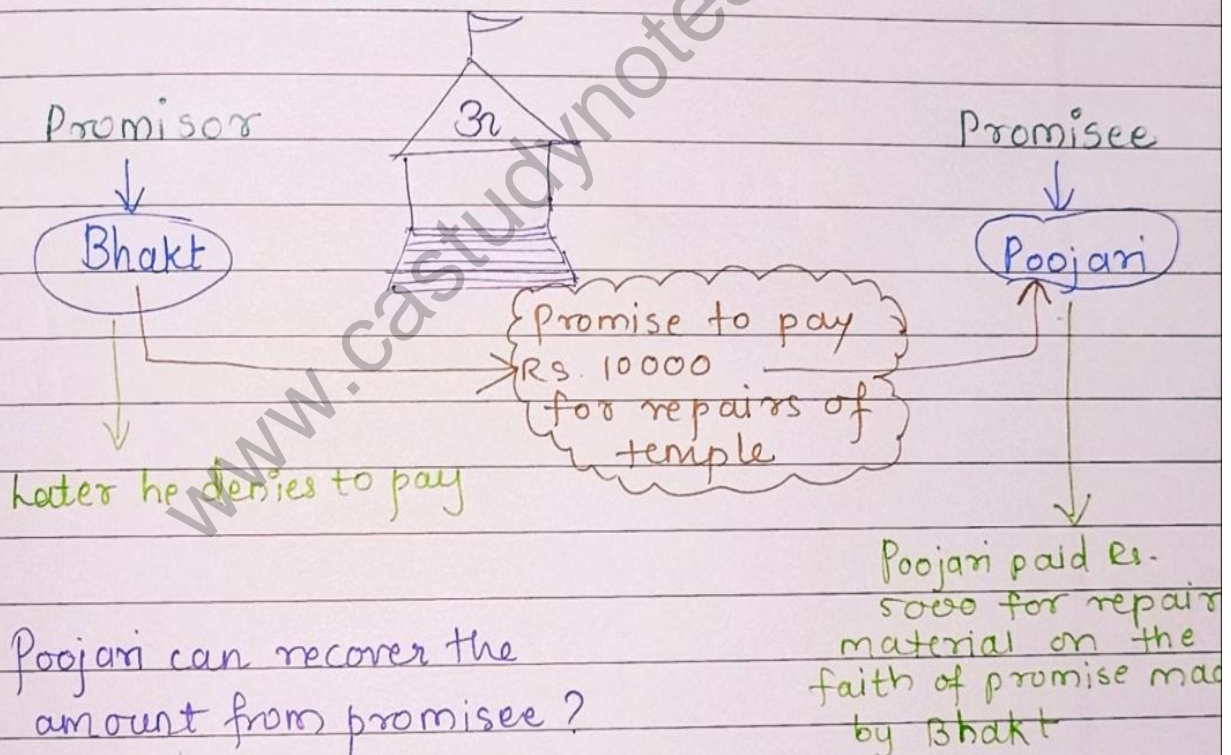 Promisor
Bhakt
Promisee
Poojari
Promise to pay
Rs. 10000
for repairs of
temple
Later he denies to pay
Poojari paid Rs.
5000 for repair
material on the
faith of promise mad
by Bhakt
Poojari can recover the
amount from promisee?
www.castudynotes